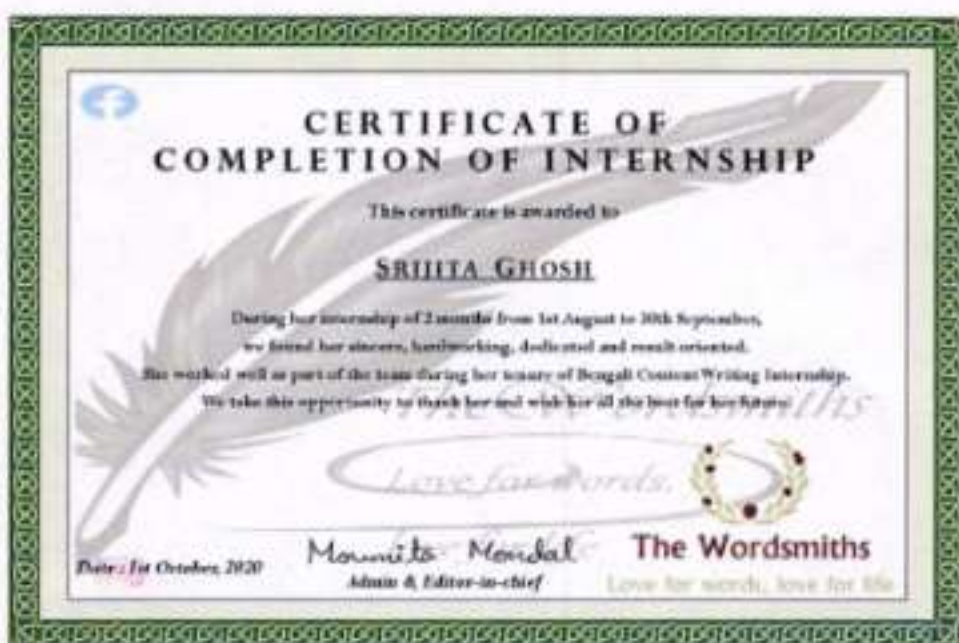 CERTIFICATE OF
COMPLETION OF INTERNSHIP
This certificate is awarded to
SRIJITA GHOSH
During her internship of 2 months from 1st August to 30th September,
we found her sincere, hardworking, dedicated and result oriented.
She worked well as part of the team during her tenure of Bengali Content Writing Internship.
We take this opportunity to thank her and wish her all the best for her future.
The Wordsmiths
Love for words,
Moumita Mondal
The Wordsmiths
Date: 1st October, 2020
Admin & Editor-in-chief
Love for words, love for life